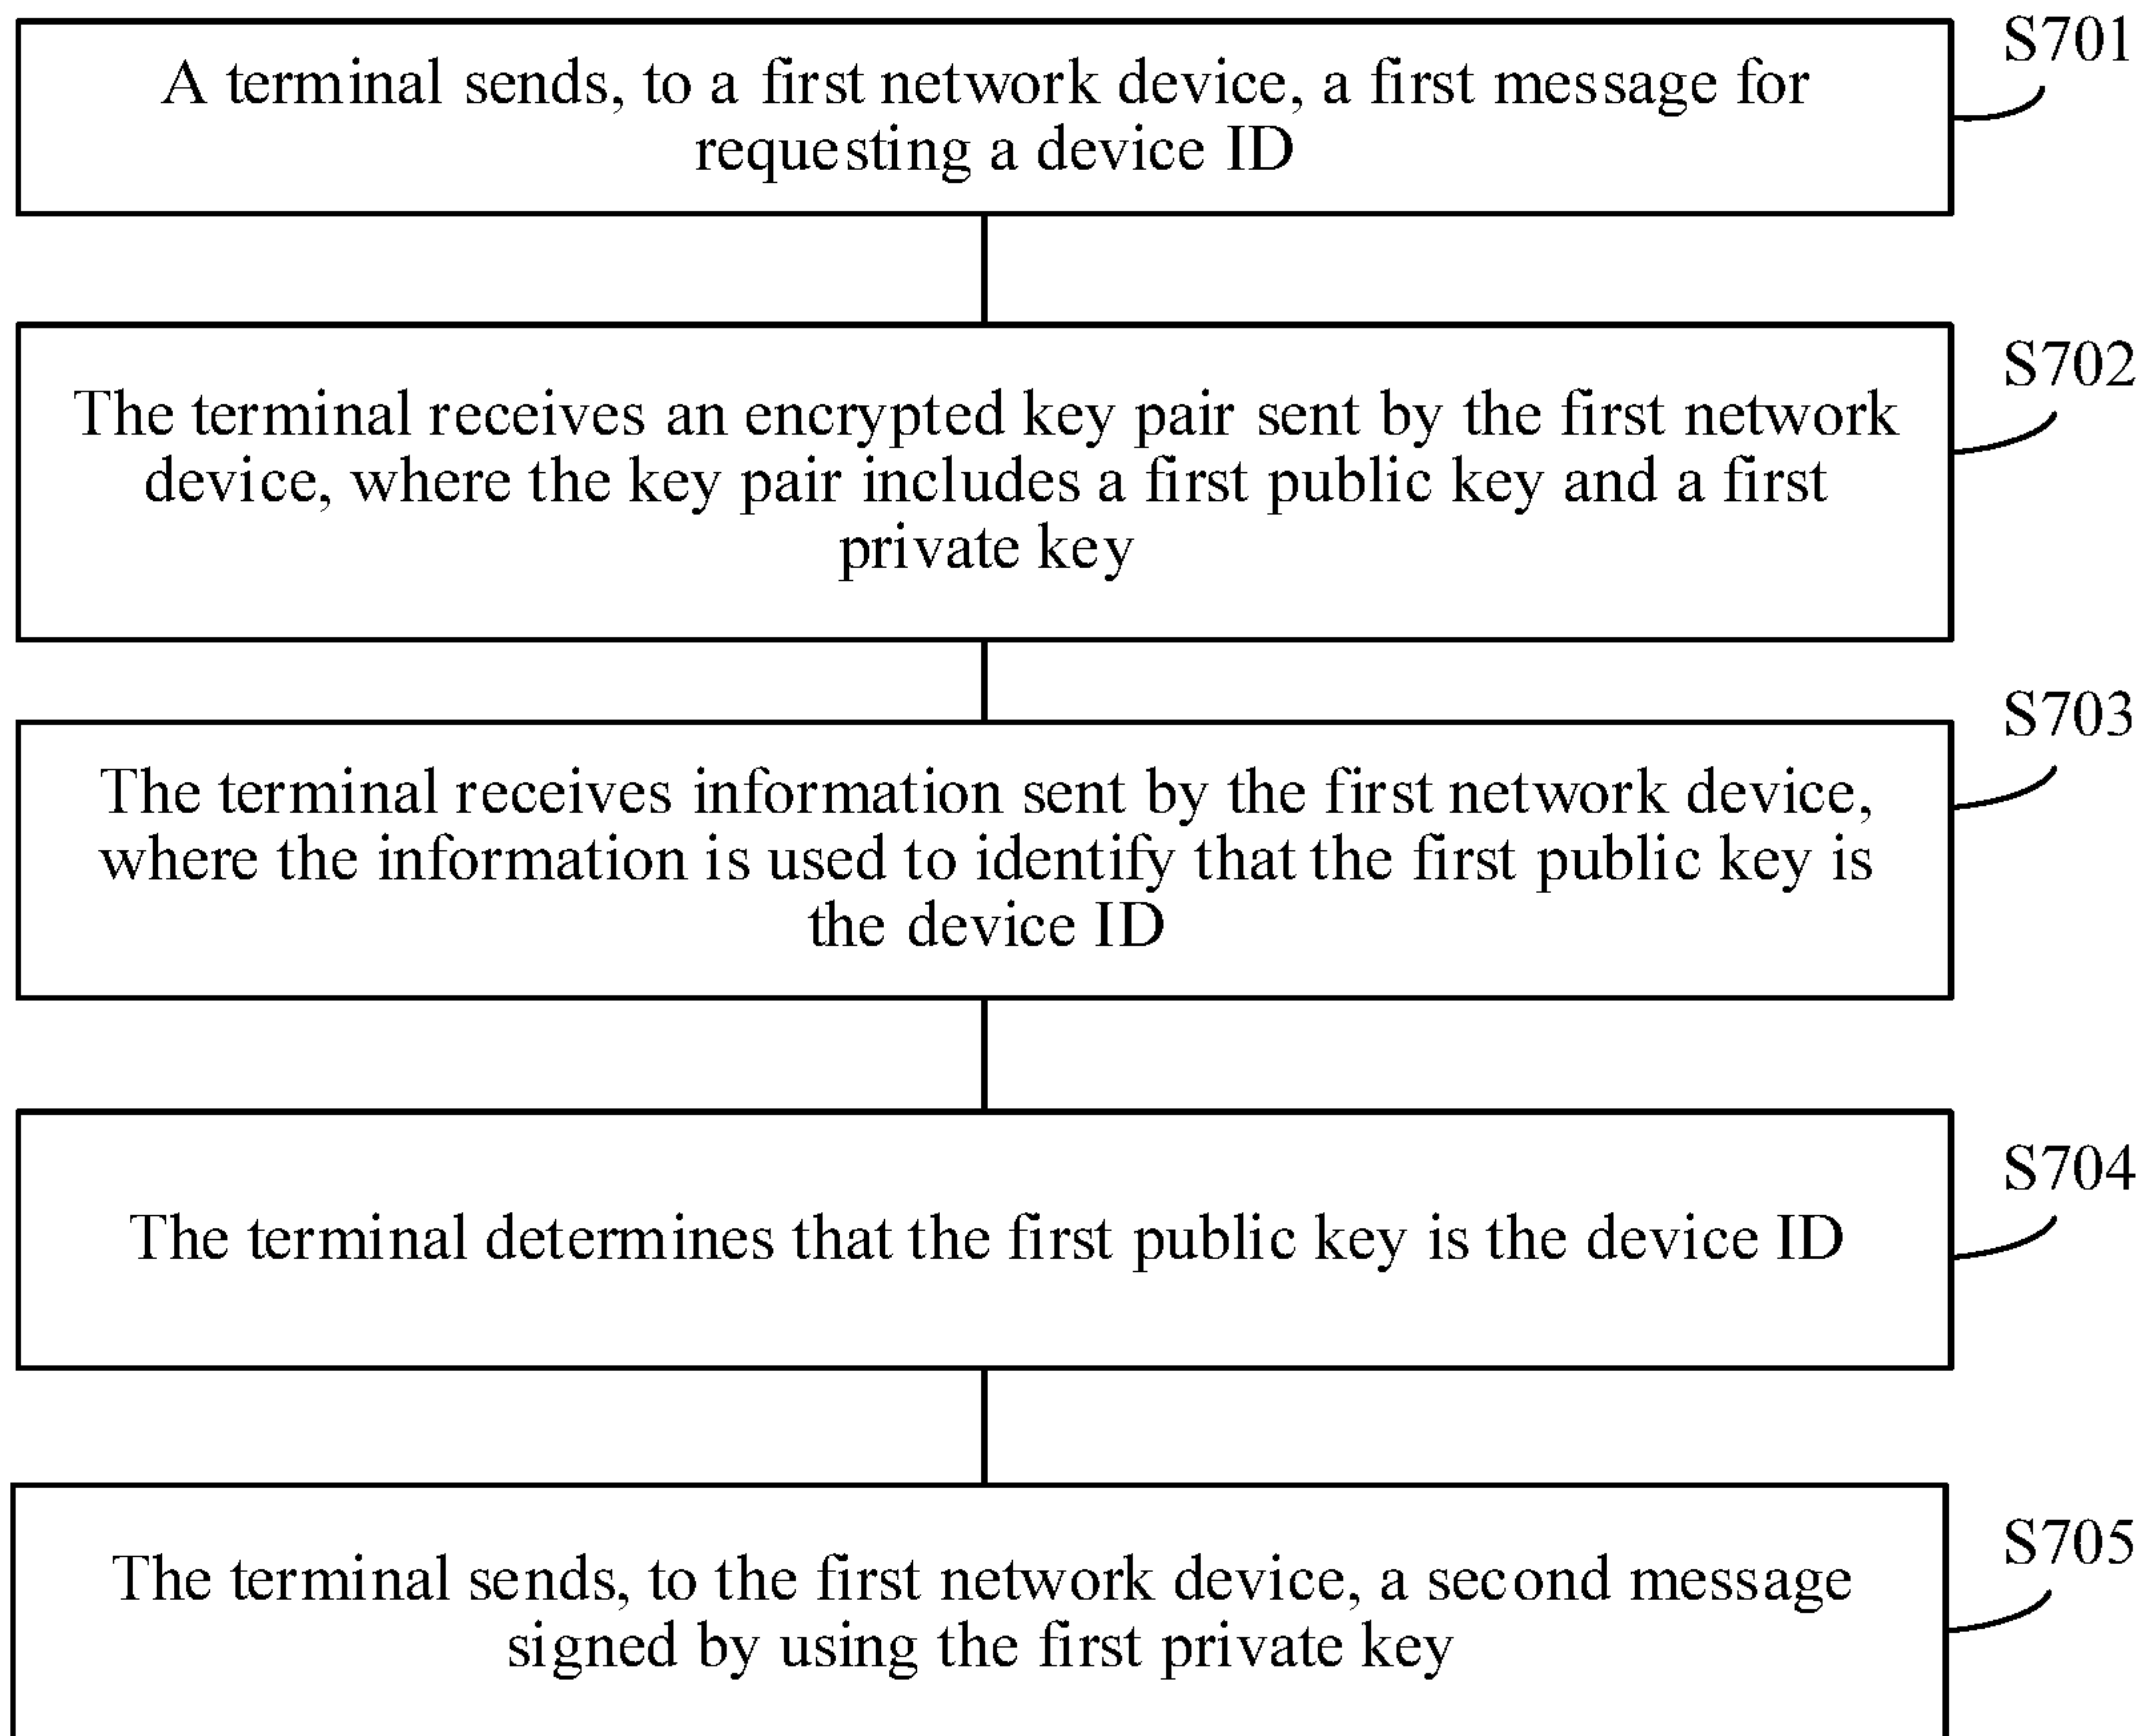 S701
A terminal sends, to a first network device, a first message for
requesting a device ID
S702
The terminal receives an encrypted key pair sent by the first network
device, where the key pair includes a first public key and a first
private key
S703
The terminal receives information sent by the first network device,
where the information is used to identify that the first public key is
the device ID
S704
The terminal determines that the first public key is the device ID
S705
The terminal sends, to the first network device, a second message
signed by using the first private key